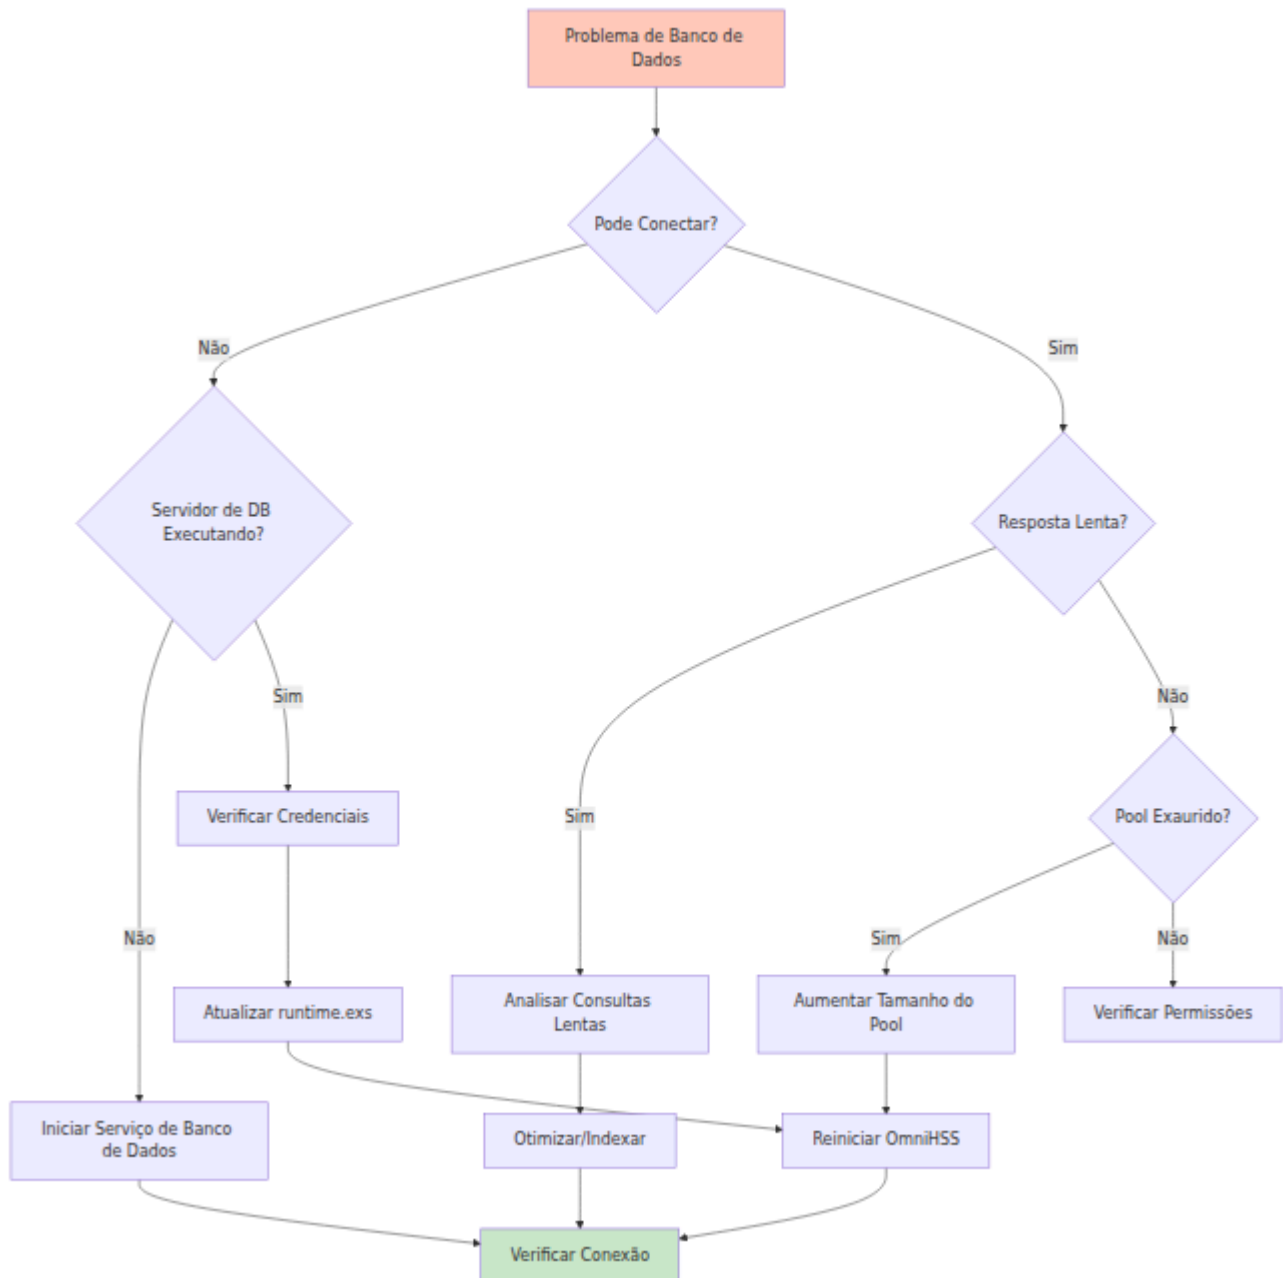 Problema de Banco de
Dados
Pode Conectar?
Não
Sim
Servidor de DB
Executando?
Resposta Lenta?
Sim
Não
Verificar Credenciais
Sim
Pool Exaurido?
Não
Sim
Não
Atualizar runtime.exs
Analisar Consultas
Lentas
Aumentar Tamanho do
Pool
Verificar Permissões
Iniciar Serviço de Banco
de Dados
Otimizar/Indexar
Reiniciar OmniHSS
Verificar Conexão